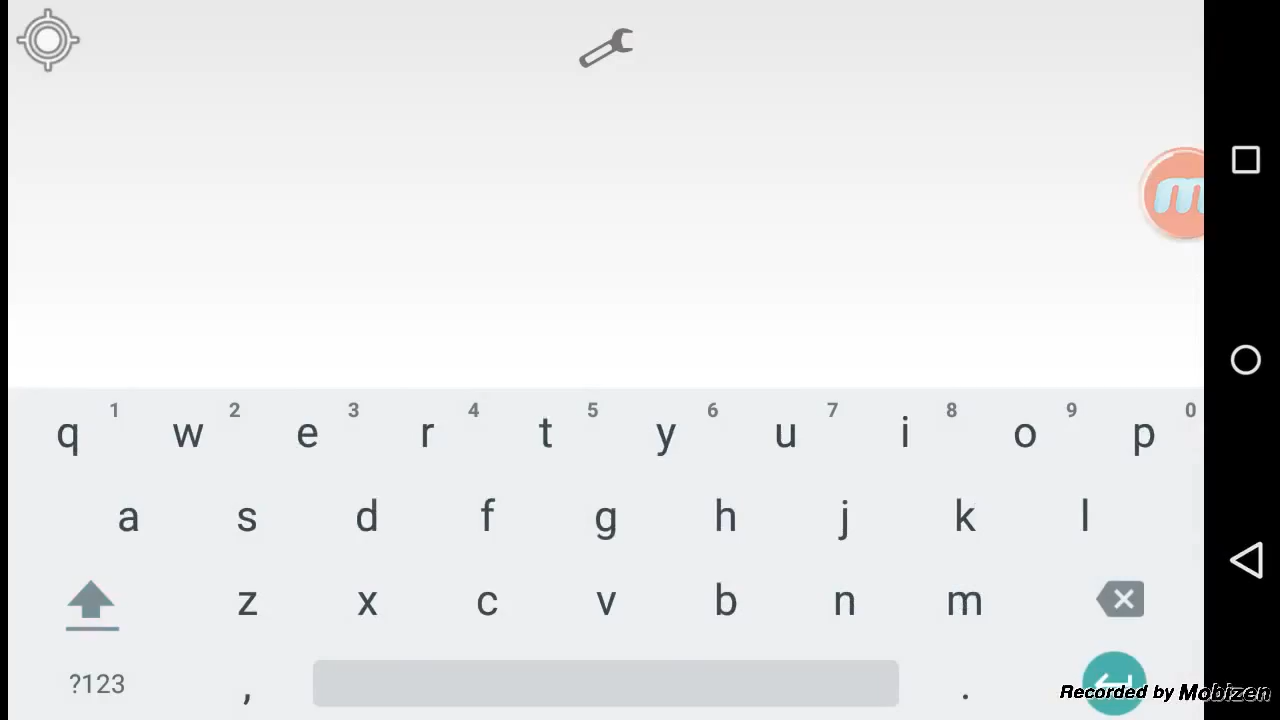 m
1 2 3 4 5 6 7 8 9 0
q w e r t y u i o p
a s d f g h j k l
z x c v b n m
?123 , .
Recorded by Mobizen